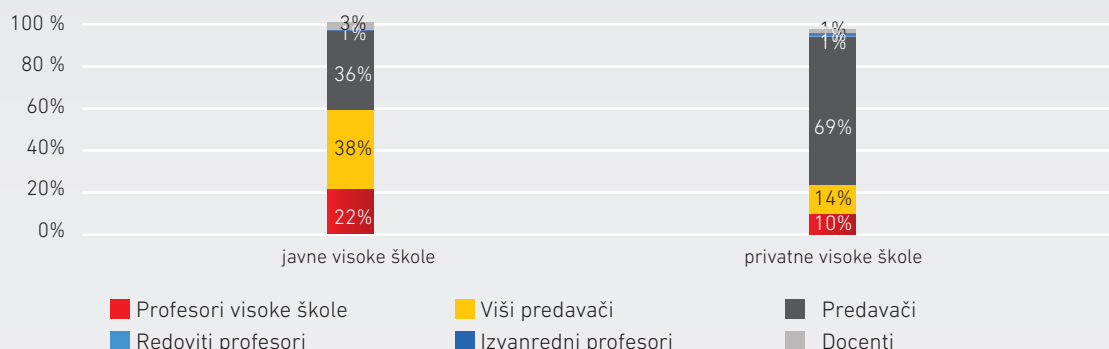 100 %
80 %
60%
40%
20%
0%
3%
1%
36%
38%
22%
1%
1%
1%
69%
14%
10%
javne visoke škole
privatne visoke škole
Profesori visoke škole
Viši predavači
Predavači
Redoviti profesori
Izvanredni profesori
Docenti